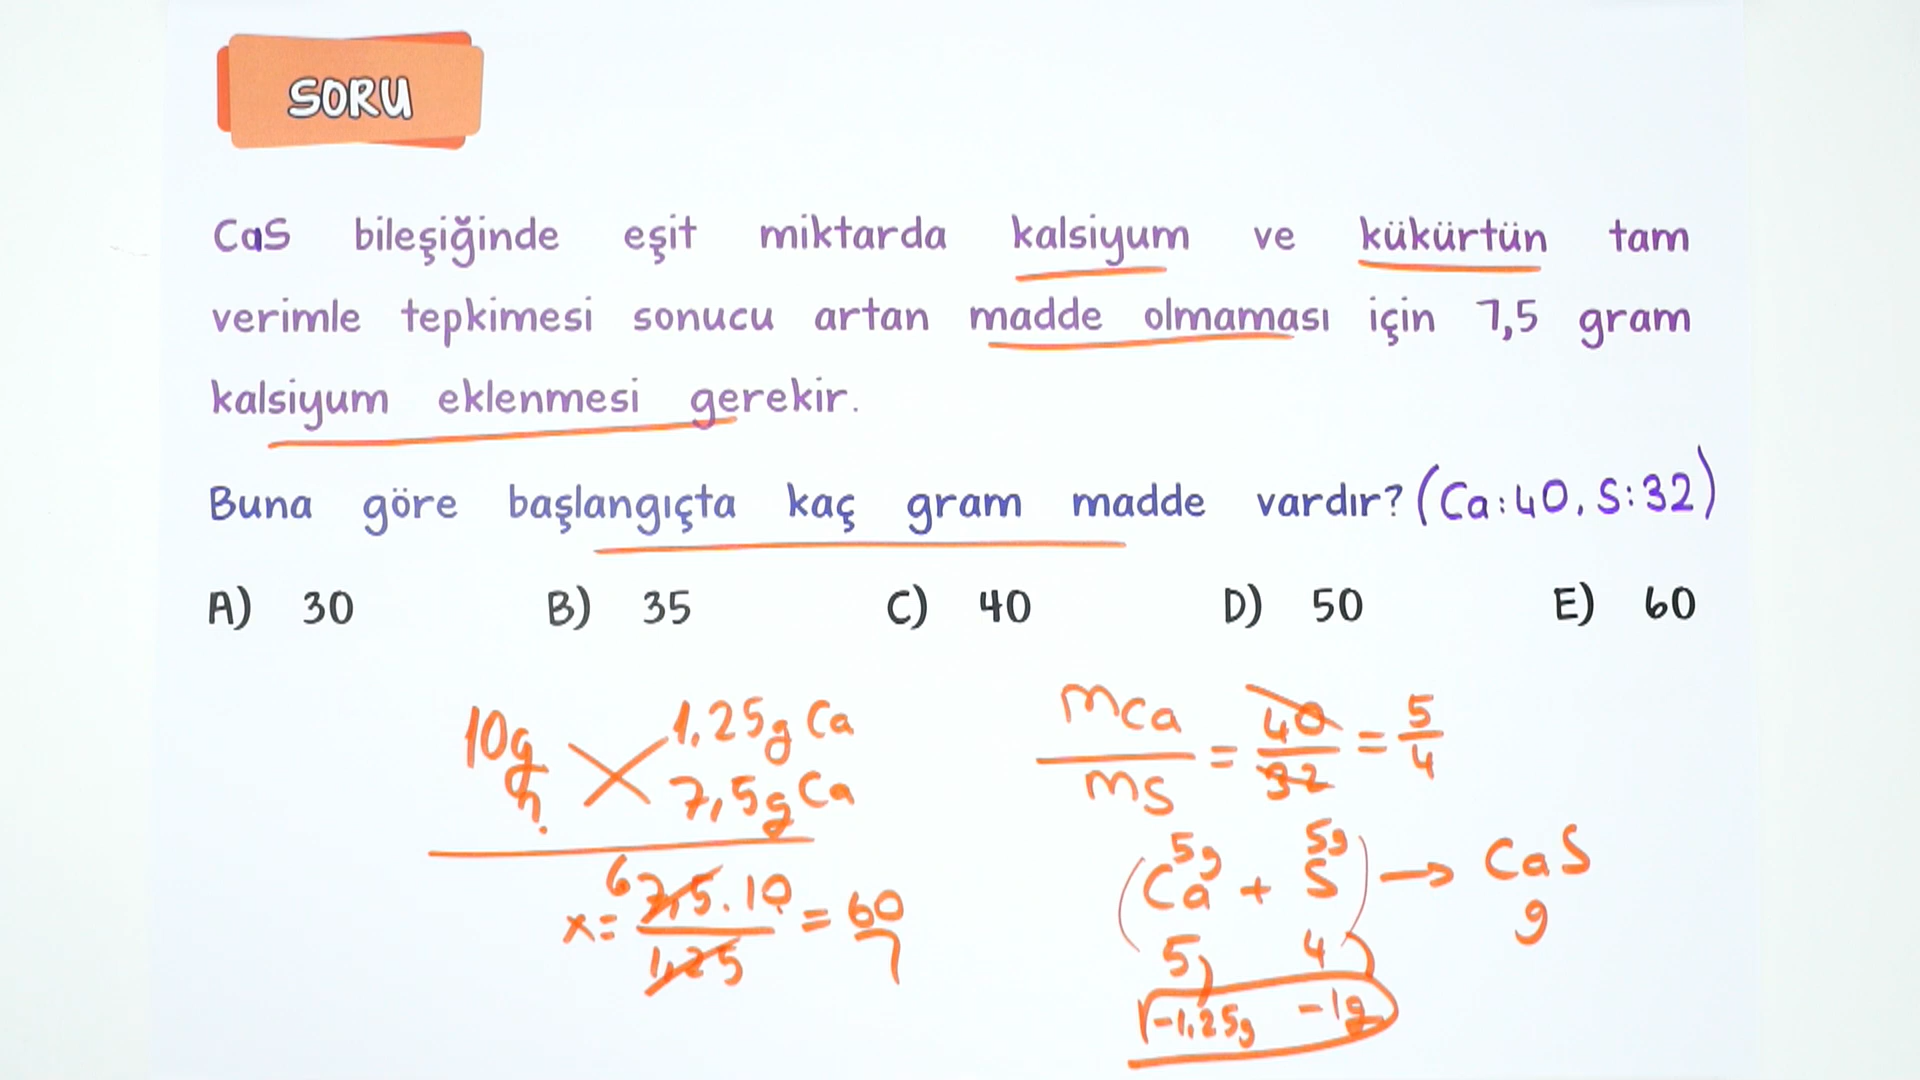 SORU
CaS bileşiğinde eşit miktarda kalsiyum ve kükürtün tam
verimle tepkimesi sonucu artan madde olmaması için 7,5 gram
kalsiyum eklenmesi gerekir.
Buna göre başlangıçta kaç gram madde vardır? (Ca:40, S:32)
A) 30 B) 35 C) 40 D) 50 E) 60
10g 1,25g Ca
? 7,5g Ca
x = 7,5.10 / 1,25 = 60
6
mCa / mS = 40 / 32 = 5 / 4
5g 5g
Ca + S → CaS
5 4 9
-1,25g -1g